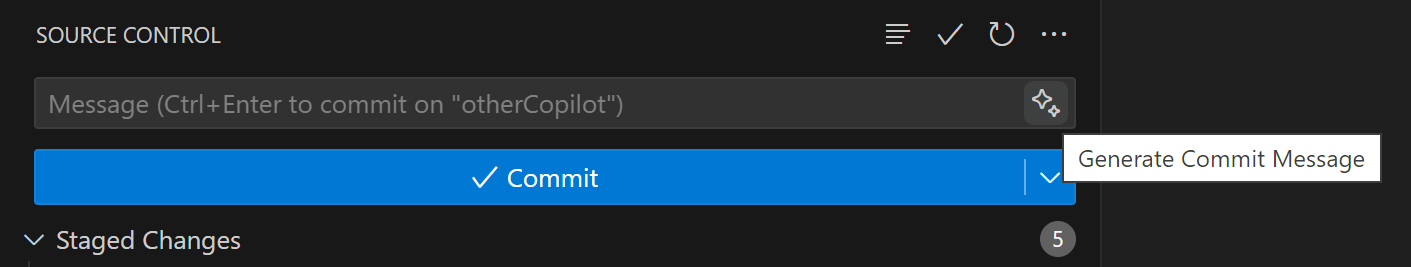 SOURCE CONTROL
Message (Ctrl+Enter to commit on "otherCopilot")
Commit
Generate Commit Message
Staged Changes
5